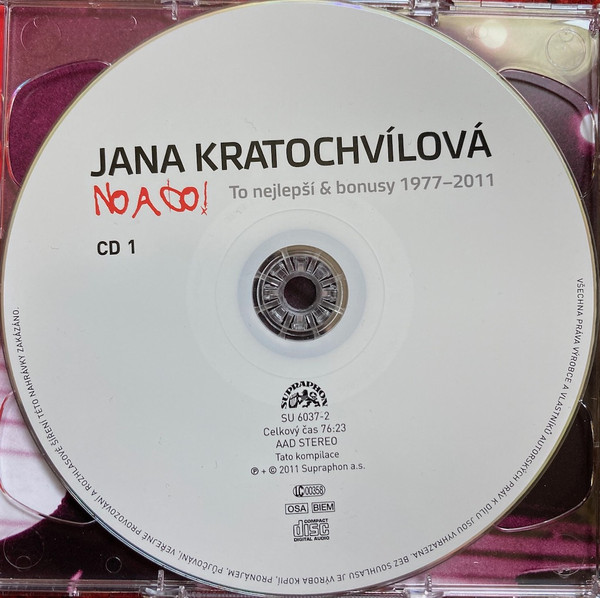 JANA KRATOCHVÍLOVÁ
NO A CO!
To nejlepší & bonusy 1977–2011
CD 1
SUPRAPHON
SU 6037-2
Celkový čas 76:23
AAD STEREO
Tato kompilace
Ⓟ + © 2011 Supraphon a.s.
LC 00358
OSA BIEM
COMPACT
disc
DIGITAL AUDIO
VŠECHNA PRÁVA VÝROBCE A VLASTNÍKŮ AUTORSKÝCH PRÁV K DÍLU JSOU VYHRAZENA. BEZ SOUHLASU JE VÝROBA KOPIÍ, PRONÁJEM, PŮJČOVÁNÍ, VEŘEJNÉ PROVOZOVÁNÍ A ROZHLASOVÉ ŠÍŘENÍ TÉTO NAHRÁVKY ZAKÁZÁNO.